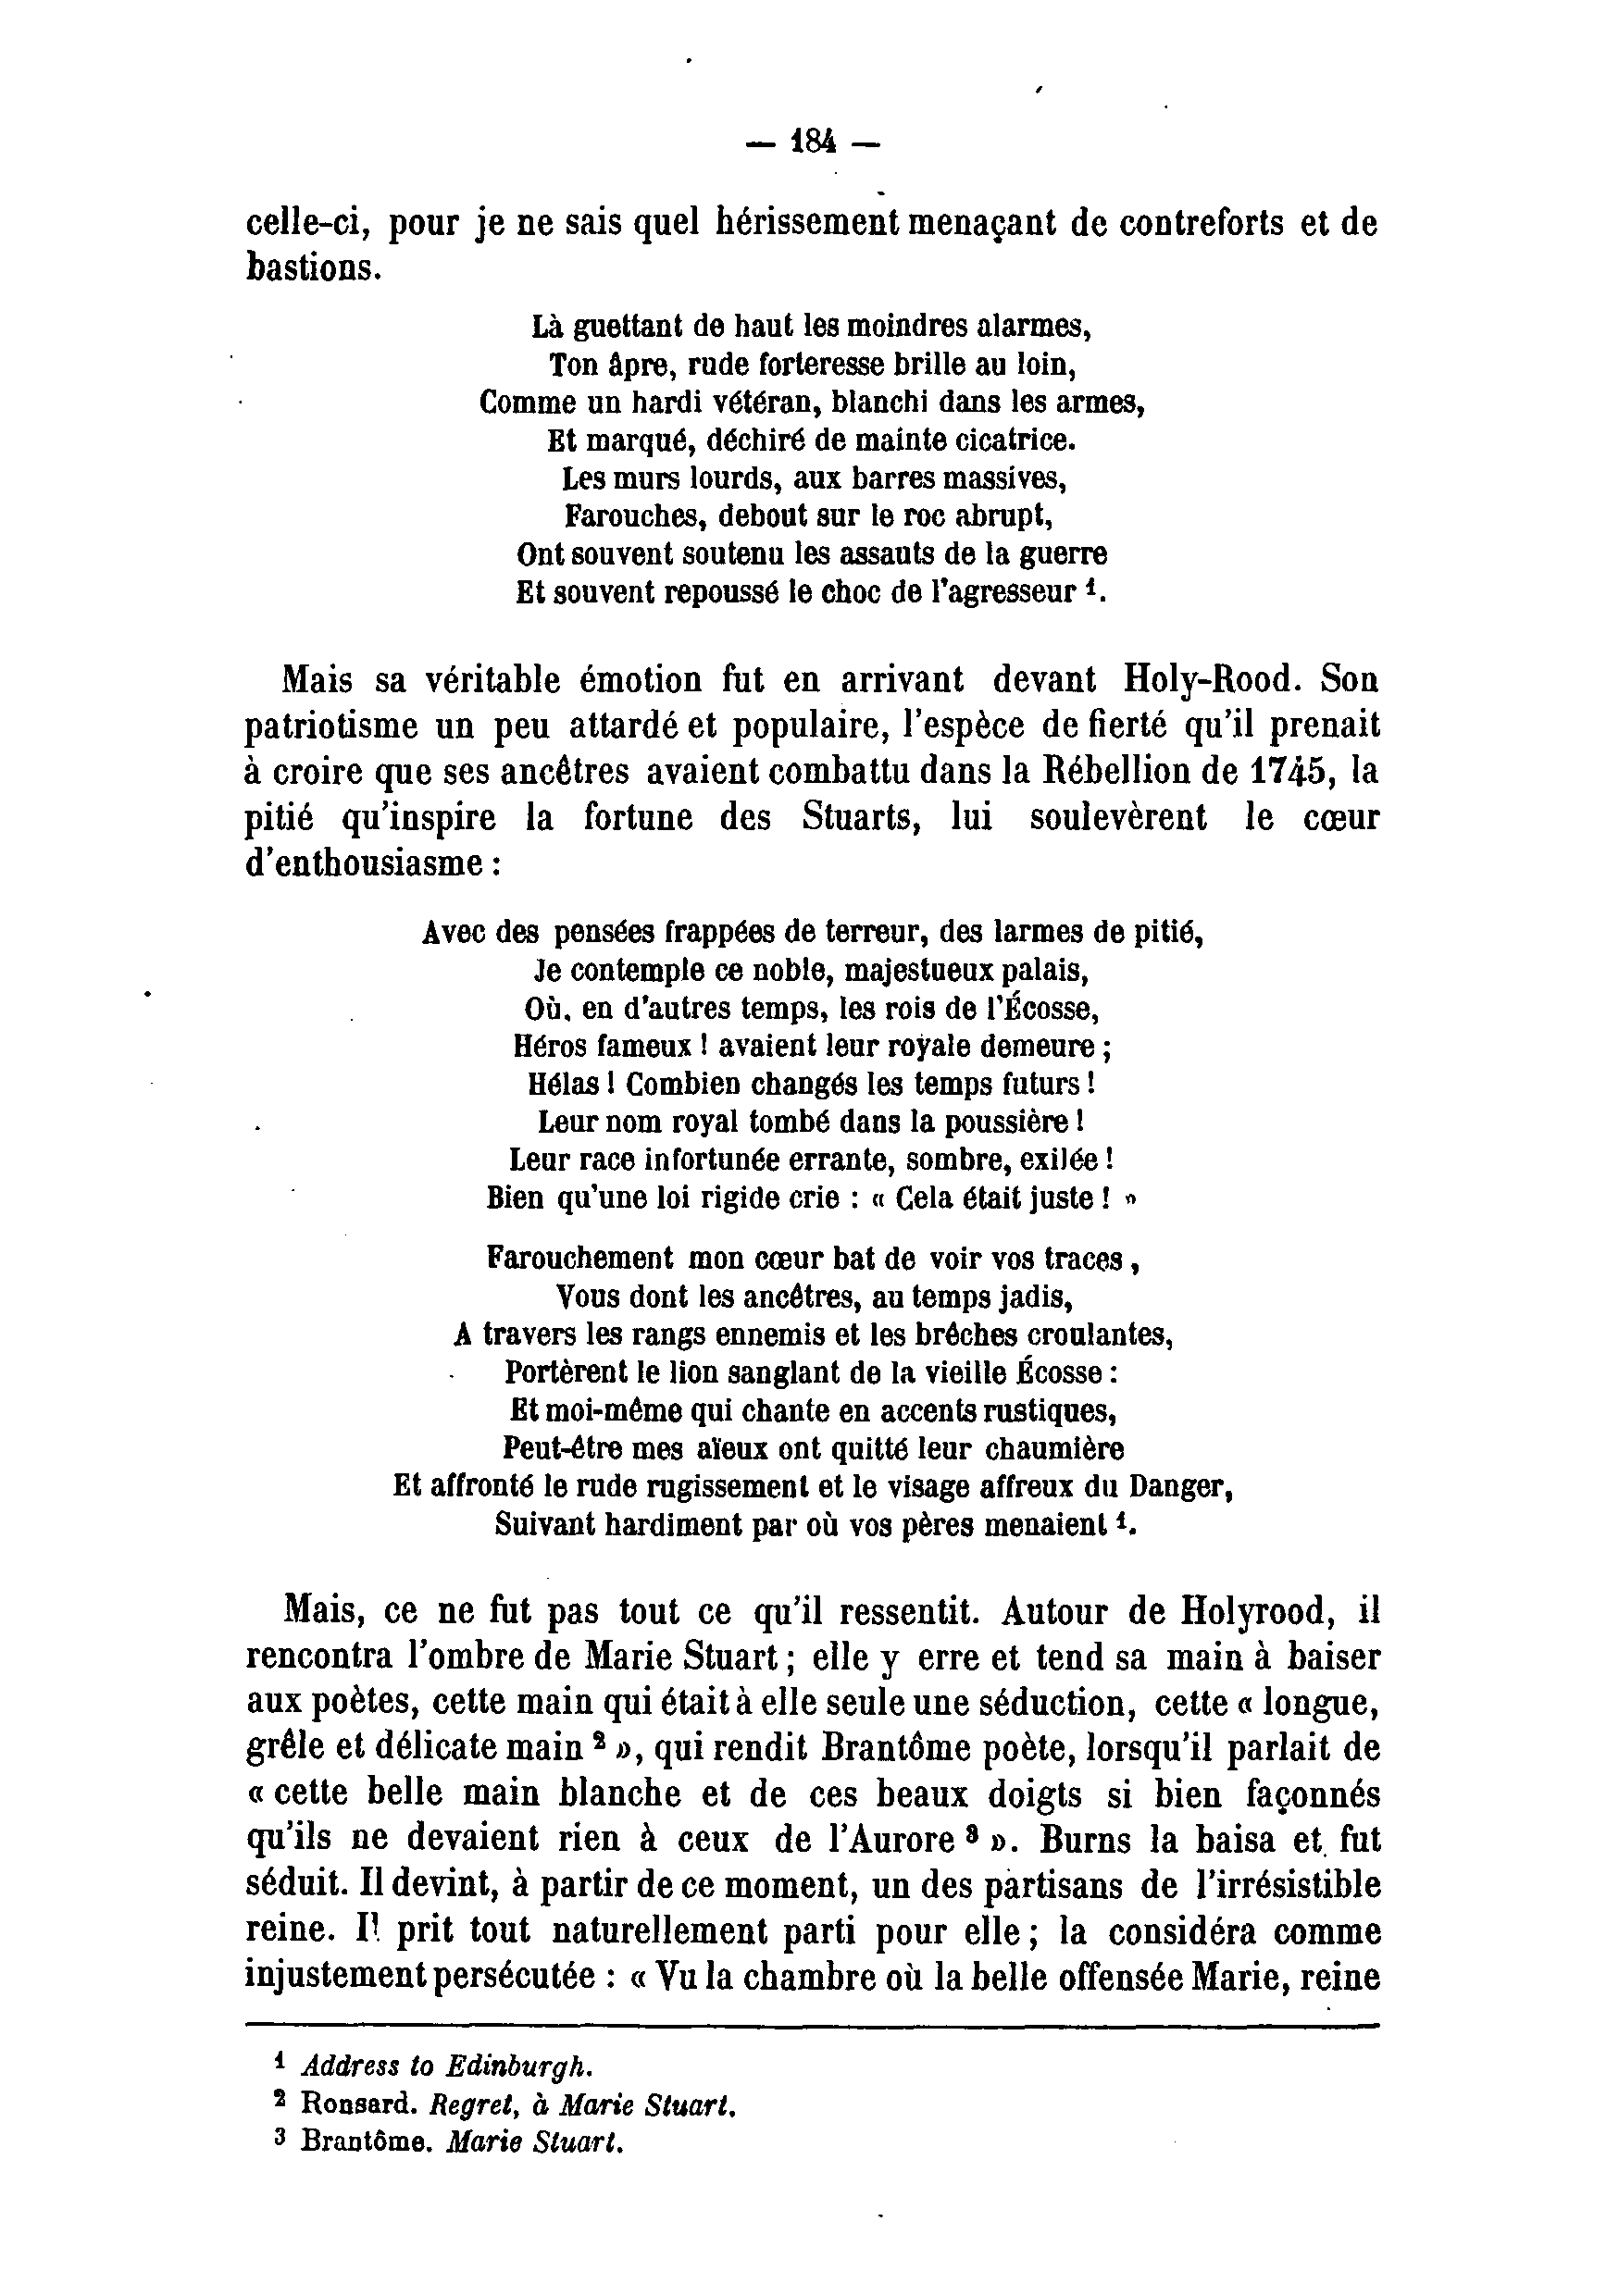 — 184 —
celle-ci, pour je ne sais quel hérissement menaçant de contreforts et de
bastions.
Là guettant de haut les moindres alarmes,
Ton âpre, rude forteresse brille au loin,
Comme un hardi vétéran, blanchi dans les armes,
Et marqué, déchiré de mainte cicatrice.
Les murs lourds, aux barres massives,
Farouches, debout sur le roc abrupt,
Ont souvent soutenu les assauts de la guerre
Et souvent repoussé le choc de l'agresseur ¹.
Mais sa véritable émotion fut en arrivant devant Holy-Rood. Son
patriotisme un peu attardé et populaire, l'espèce de fierté qu'il prenait
à croire que ses ancêtres avaient combattu dans la Rébellion de 1745, la
pitié qu'inspire la fortune des Stuarts, lui soulevèrent le cœur
d'enthousiasme :
Avec des pensées frappées de terreur, des larmes de pitié,
Je contemple ce noble, majestueux palais,
Où, en d'autres temps, les rois de l'Écosse,
Héros fameux ! avaient leur royale demeure ;
Hélas ! Combien changés les temps futurs !
Leur nom royal tombé dans la poussière !
Leur race infortunée errante, sombre, exilée !
Bien qu'une loi rigide crie : « Cela était juste ! »
Farouchement mon cœur bat de voir vos traces,
Vous dont les ancêtres, au temps jadis,
A travers les rangs ennemis et les brêches croulantes,
Portèrent le lion sanglant de la vieille Écosse :
Et moi-même qui chante en accents rustiques,
Peut-être mes aïeux ont quitté leur chaumière
Et affronté le rude rugissement et le visage affreux du Danger,
Suivant hardiment par où vos pères menaient ¹.
Mais, ce ne fut pas tout ce qu'il ressentit. Autour de Holyrood, il
rencontra l'ombre de Marie Stuart ; elle y erre et tend sa main à baiser
aux poètes, cette main qui était à elle seule une séduction, cette « longue,
grêle et délicate main ² », qui rendit Brantôme poète, lorsqu'il parlait de
« cette belle main blanche et de ces beaux doigts si bien façonnés
qu'ils ne devaient rien à ceux de l'Aurore ³ ». Burns la baisa et fut
séduit. Il devint, à partir de ce moment, un des partisans de l'irrésistible
reine. Il prit tout naturellement parti pour elle ; la considéra comme
injustement persécutée : « Vu la chambre où la belle offensée Marie, reine
¹ Address to Edinburgh.
² Ronsard. Regret, à Marie Stuart.
³ Brantôme. Marie Stuart.